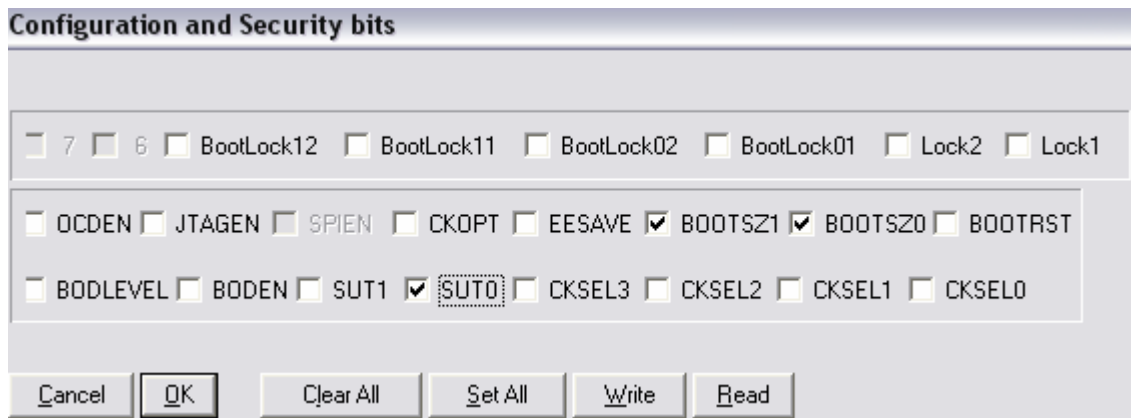 Configuration and Security bits
7 6 BootLock12 BootLock11 BootLock02 BootLock01 Lock2 Lock1
OCDEN JTAGEN SPIEN CKOPT EESAVE BOOTSZ1 BOOTSZ0 BOOTRST
BODLEVEL BODEN SUT1 SUT0 CKSEL3 CKSEL2 CKSEL1 CKSEL0
Cancel OK Clear All Set All Write Read